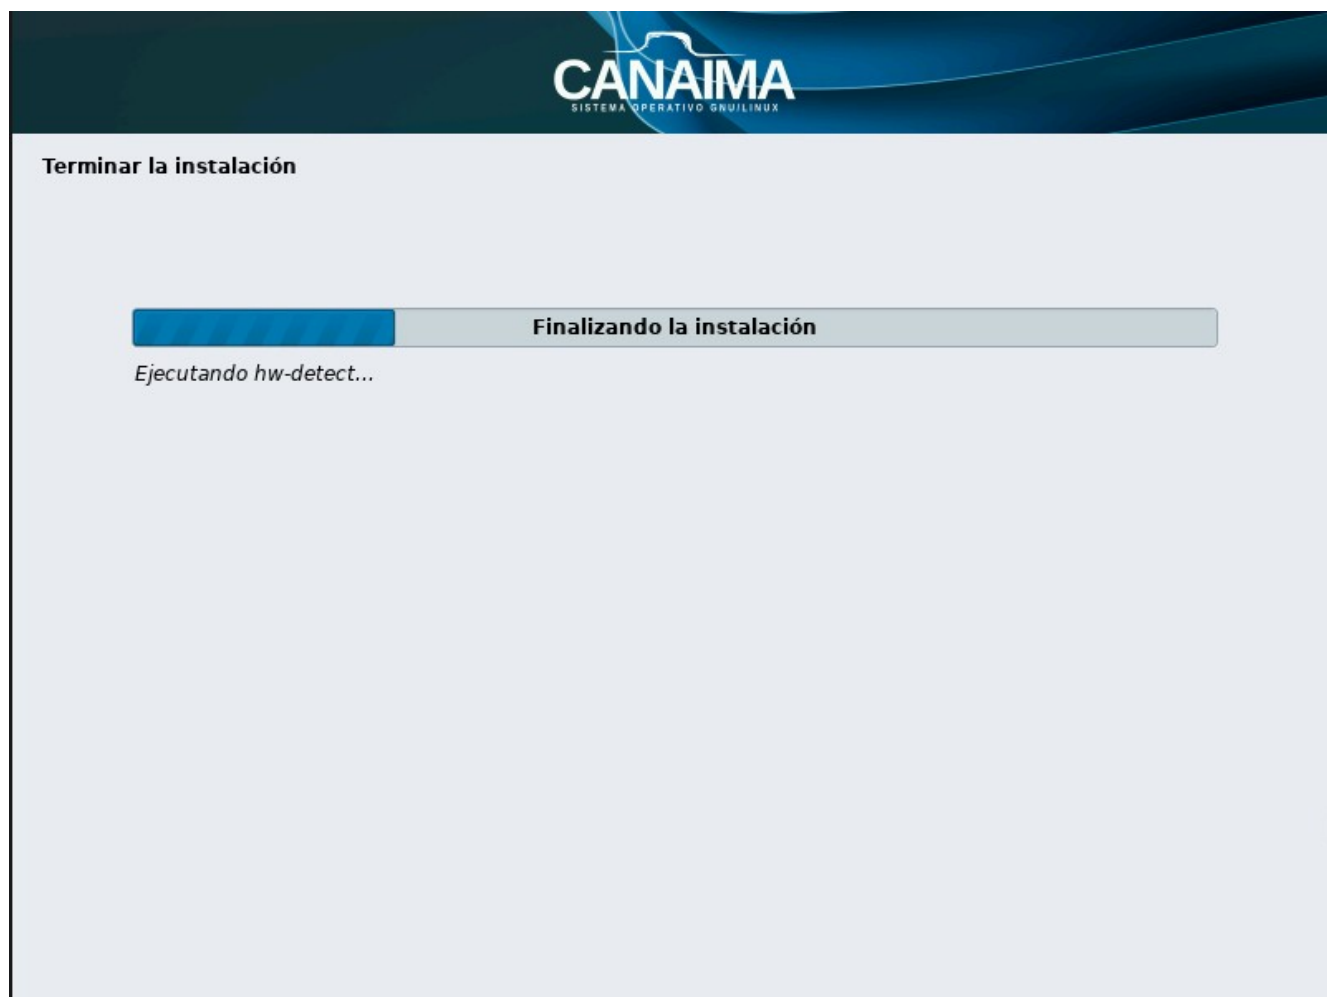 CANAIMA
SISTEMA OPERATIVO GNU/LINUX
Terminar la instalación
Finalizando la instalación
Ejecutando hw-detect...